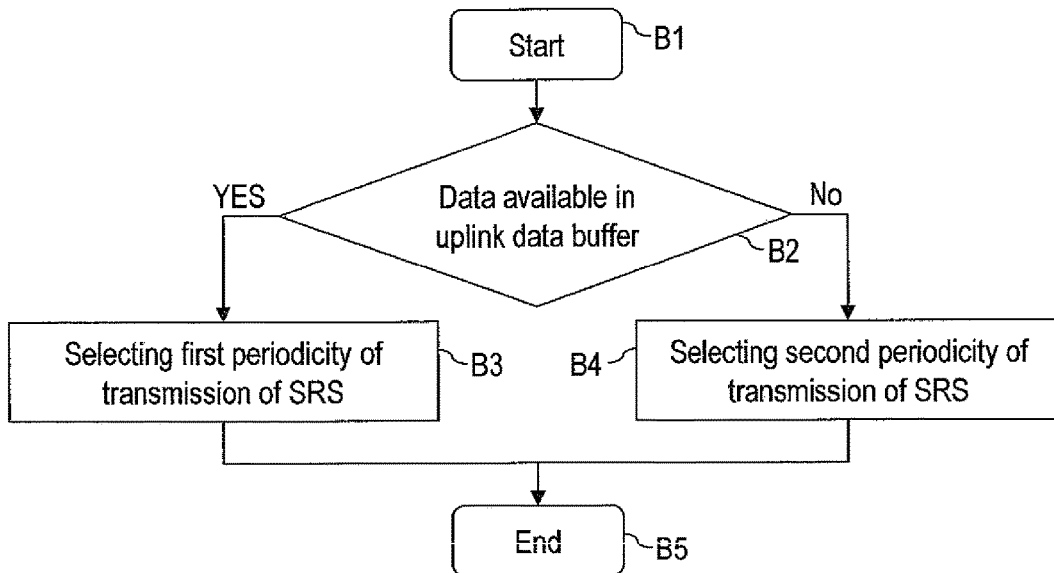 Start
B1
YES
No
Data available in
uplink data buffer
B2
Selecting first periodicity of
transmission of SRS
B3
B4
Selecting second periodicity of
transmission of SRS
End
B5